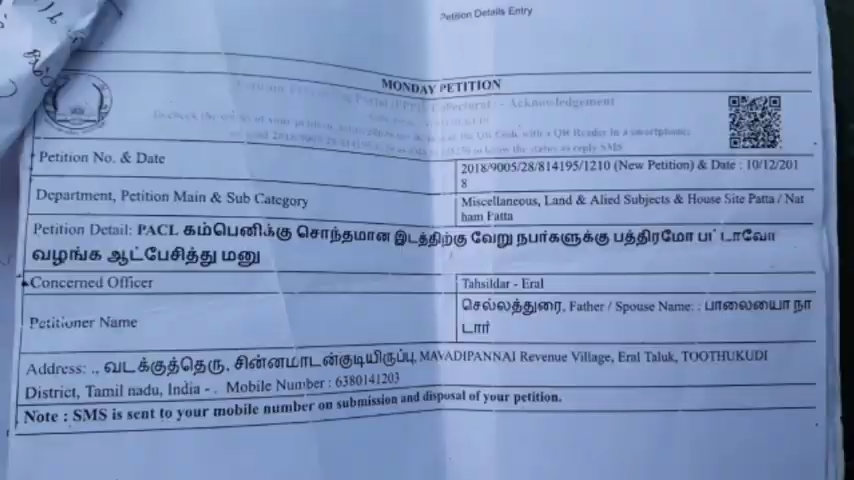 Petition Details Entry
MONDAY PETITION
Acknowledgement
Petition No. & Date
2018/9005/28/814195/1210 (New Petition) & Date : 10/12/201
8
Department, Petition Main & Sub Category
Miscellaneous, Land & Alied Subjects & House Site Patta / Nat
ham Patta
Petition Detail: PACL கம்பெனிக்கு சொந்தமான இடத்திற்கு வேறு நபர்களுக்கு பத்திரமோ பட்டாவோ
வழங்க ஆட்பேசித்து மனு
Concerned Officer
Tahsildar - Eral
Petitioner Name
செல்லத்துரை, Father / Spouse Name: : பாலையைா நா
டார்
Address: ., வடக்குத்தெரு, சின்னமாடன்குடியிருப்பு, MAVADIPANNAI Revenue Village, Eral Taluk, TOOTHUKUDI
District, Tamil nadu, India - . Mobile Number : 6380141203
Note : SMS is sent to your mobile number on submission and disposal of your petition.